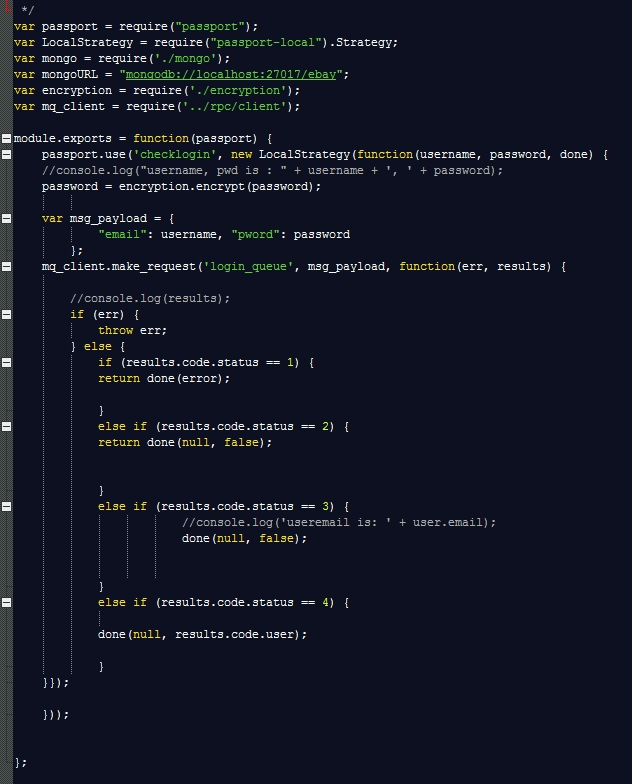 */
var passport = require("passport");
var LocalStrategy = require("passport-local").Strategy;
var mongo = require('./mongo');
var mongoURL = "mongodb://localhost:27017/ebay";
var encryption = require('./encryption');
var mq_client = require('../rpc/client');
module.exports = function(passport) {
passport.use('checklogin', new LocalStrategy(function(username, password, done) {
//console.log("username, pwd is : " + username + ', ' + password);
password = encryption.encrypt(password);
var msg_payload = {
"email": username, "pword": password
};
mq_client.make_request('login_queue', msg_payload, function(err, results) {
//console.log(results);
if (err) {
throw err;
} else {
if (results.code.status == 1) {
return done(error);
}
else if (results.code.status == 2) {
return done(null, false);
}
else if (results.code.status == 3) {
//console.log('useremail is: ' + user.email);
done(null, false);
}
else if (results.code.status == 4) {
done(null, results.code.user);
}
}});
}));
};